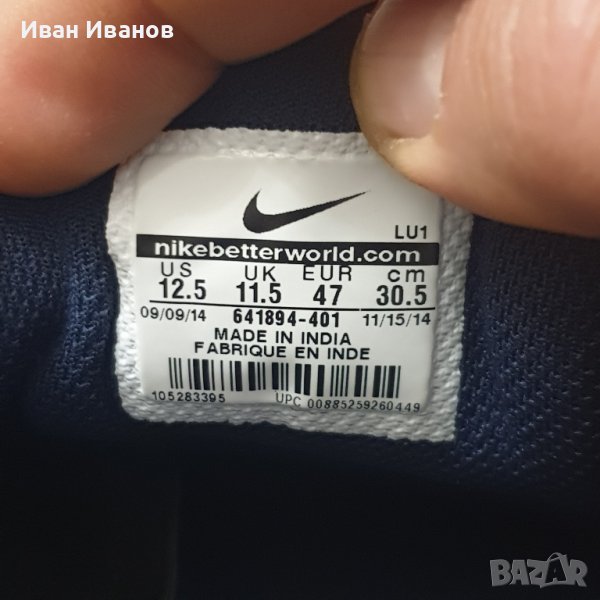 Иван Иванов
LU1
nikebetterworld.com
US UK EUR cm
12.5 11.5 47 30.5
09/09/14 641894-401 11/15/14
MADE IN INDIA
FABRIQUE EN INDE
105283395 UPC 00885259260449
BAZAR